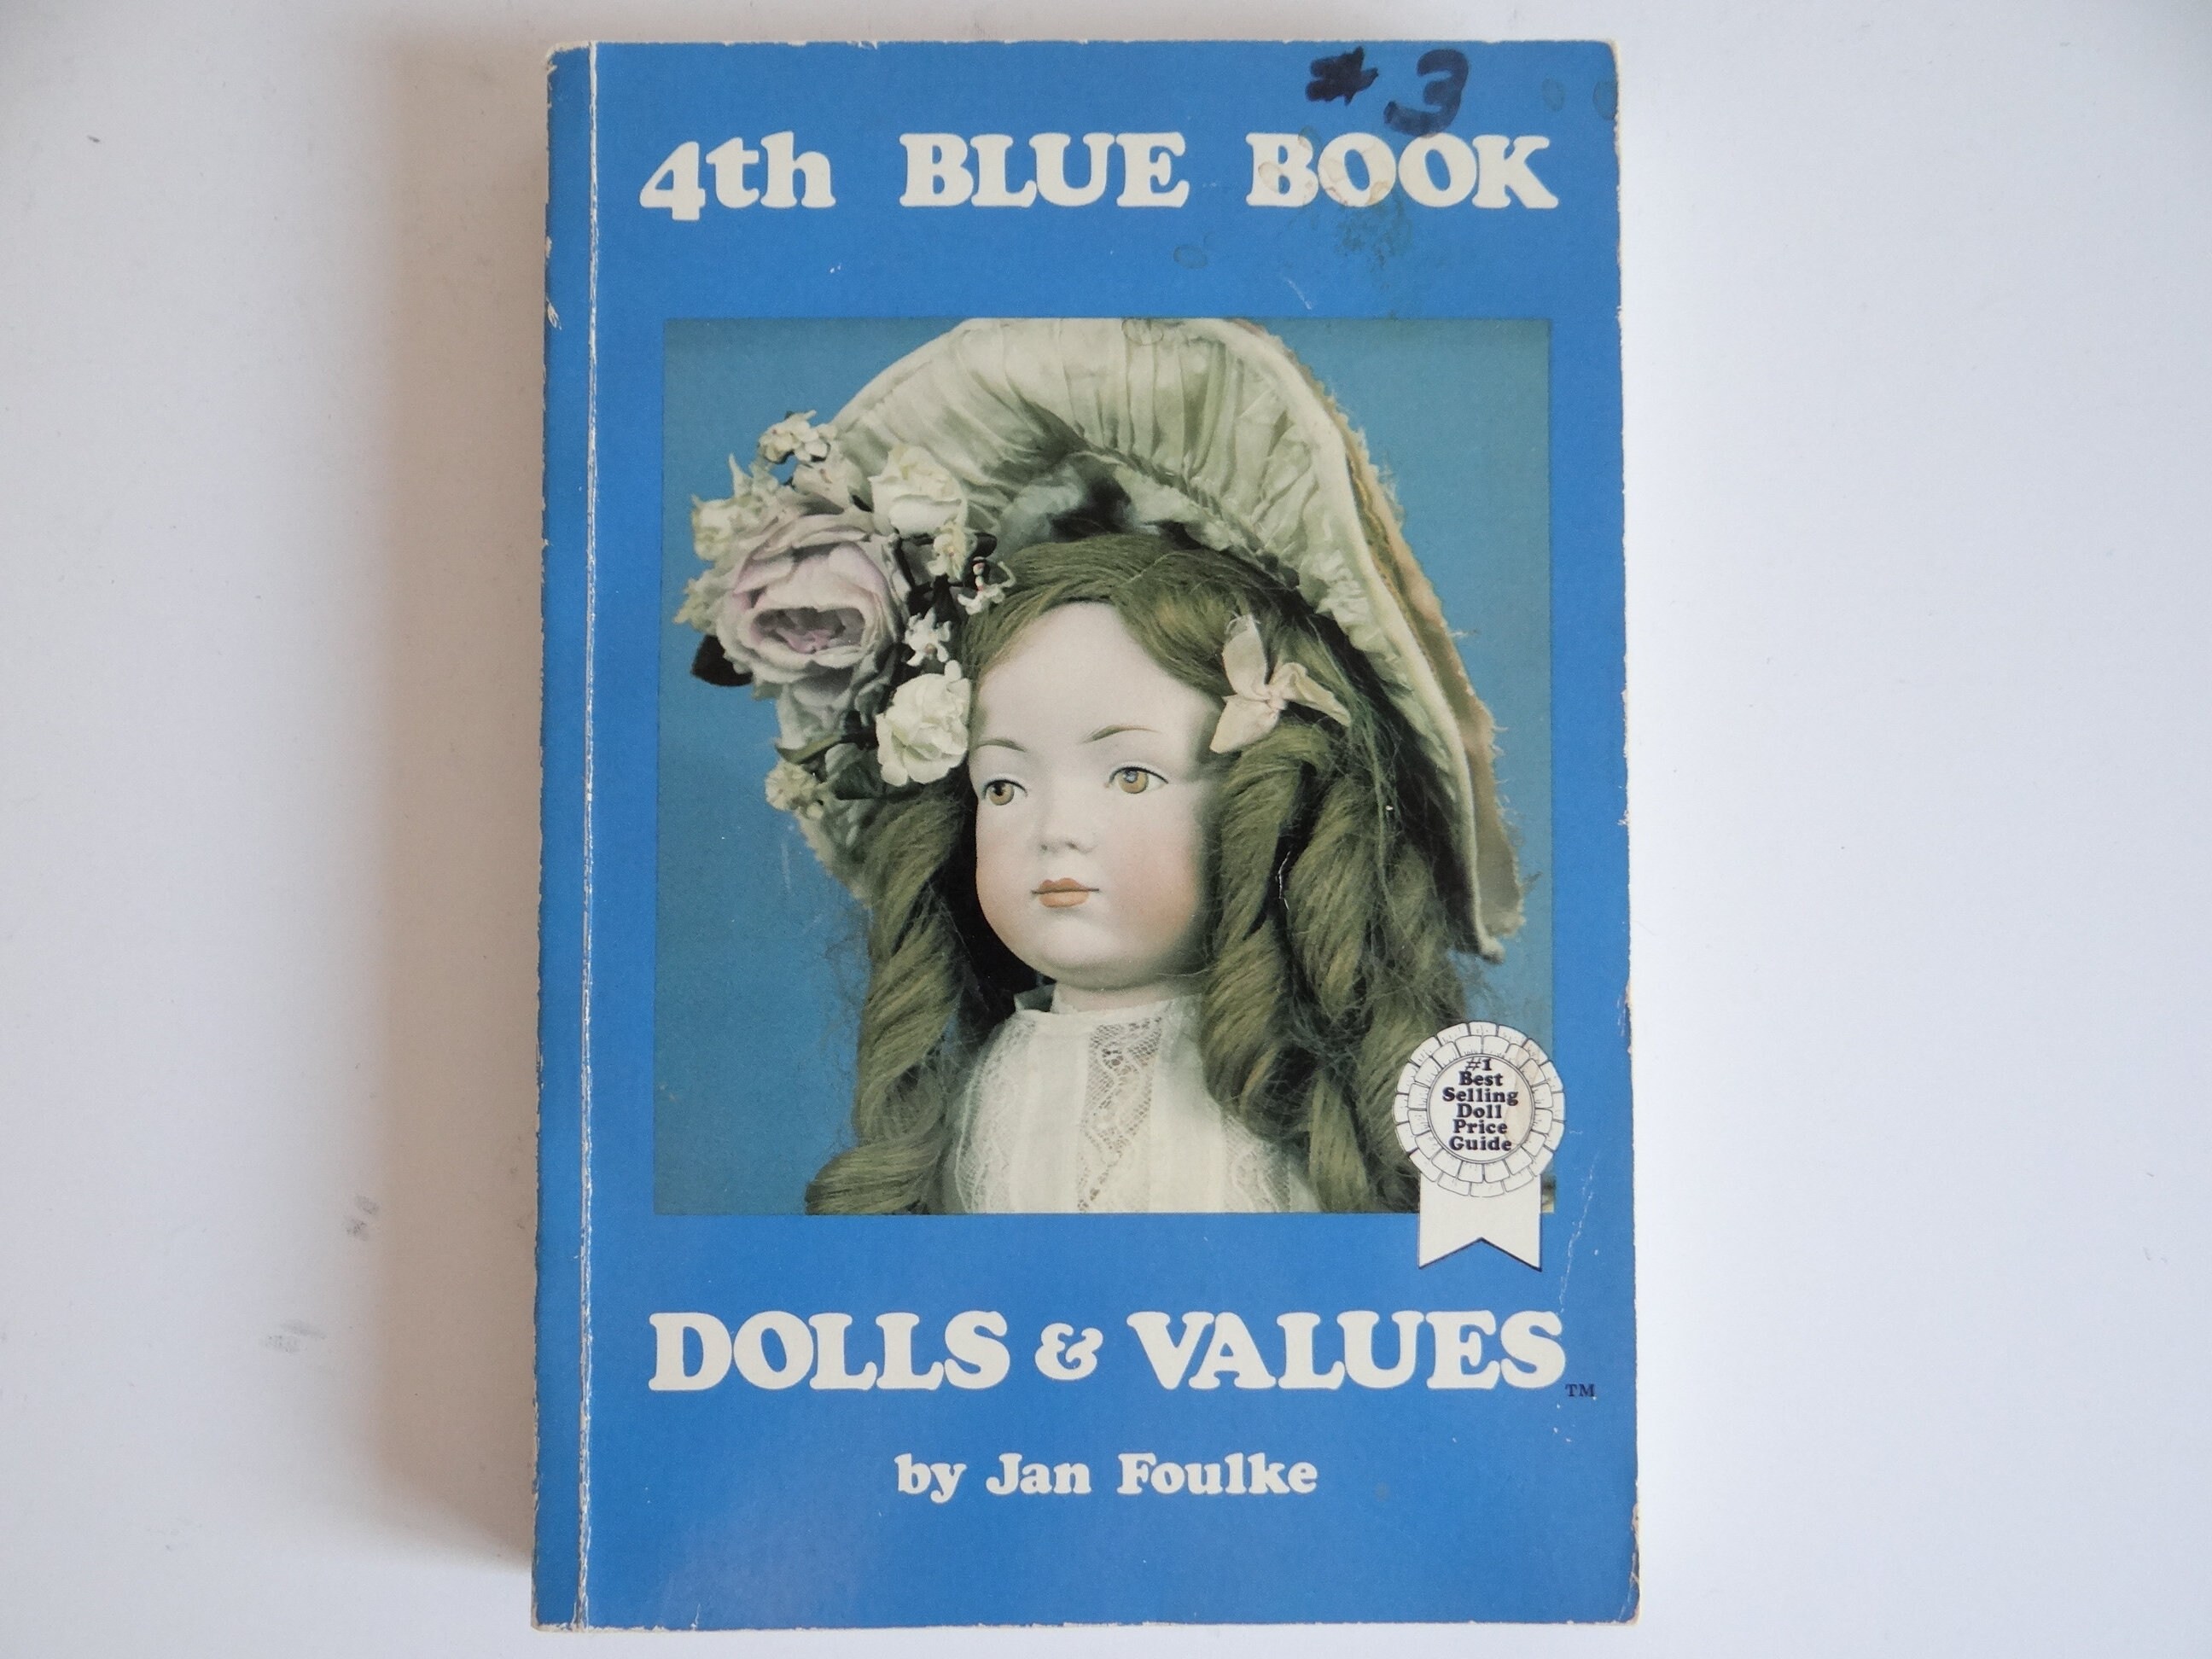 #3
4th BLUE BOOK
#1
Best
Selling
Doll
Price
Guide
DOLLS & VALUES TM
by Jan Foulke